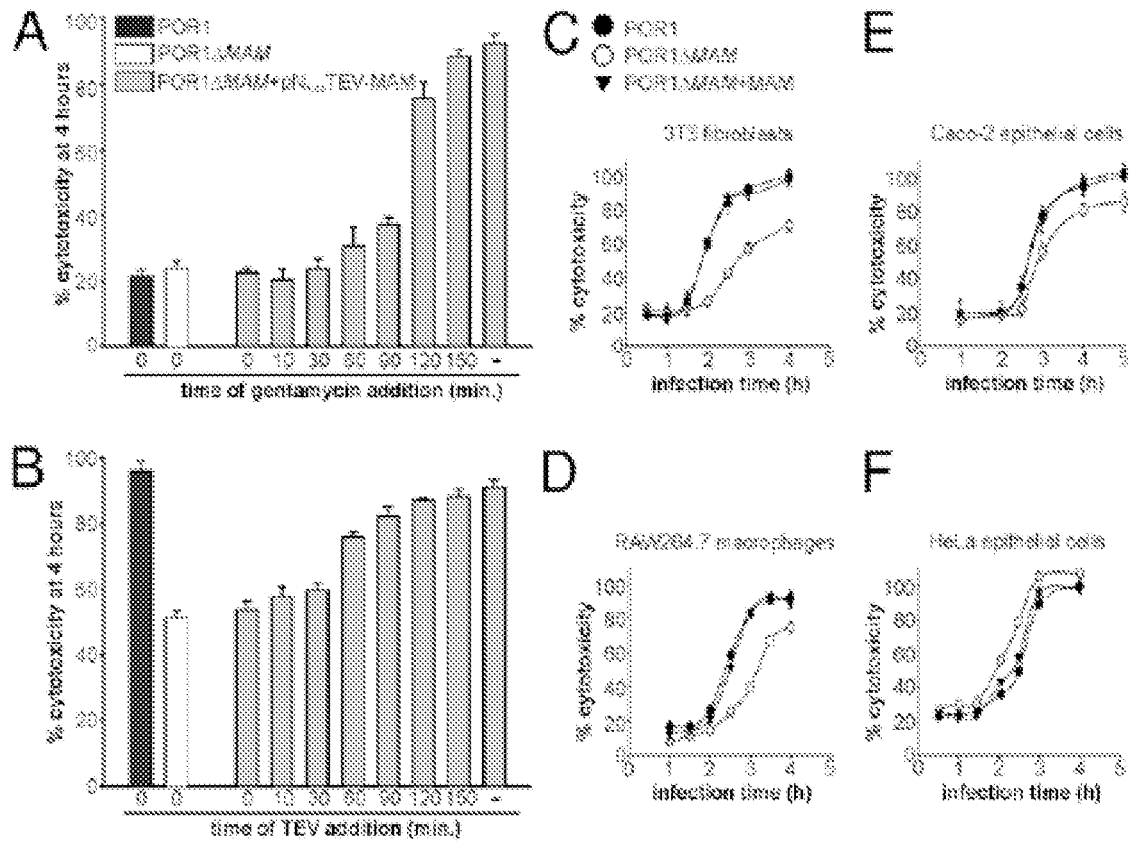 A
% cytotoxicity at 4 hours
100
80
60
40
20
0
POR1
POR1ΔMAM
0 0 0 10 30 60 90 120 150 -
time of gentamycin addition (min.)
B
% cytotoxicity at 4 hours
100
80
60
40
20
0
0 0 0 10 30 60 90 120 150 -
time of TEV addition (min.)
C
POR1
POR1ΔMAM
POR1ΔMAM+MAM
3T3 fibroblasts
% cytotoxicity
100
80
60
40
20
0
0 1 2 3 4 5
infection time (h)
D
RAW264.7 macrophages
% cytotoxicity
100
80
60
40
20
0
0 1 2 3 4 5
infection time (h)
E
Caco-2 epithelial cells
% cytotoxicity
100
80
60
40
20
0
0 1 2 3 4 5
infection time (h)
F
HeLa epithelial cells
% cytotoxicity
100
80
60
40
20
0
0 1 2 3 4 5
infection time (h)